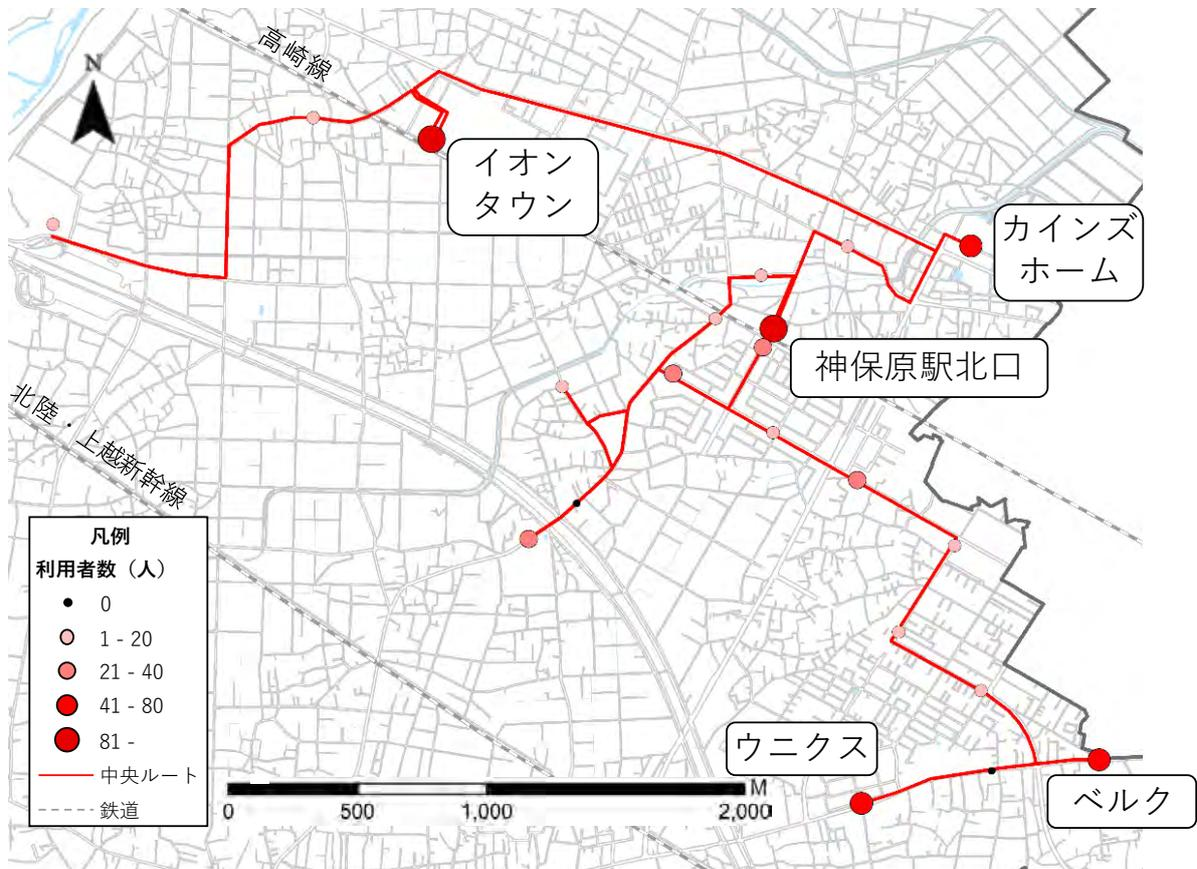 高崎線
N
イオン
タウン
カインズ
ホーム
神保原駅北口
北陸・上越新幹線
凡例
利用者数（人）
0
1 - 20
21 - 40
41 - 80
81 -
中央ルート
鉄道
ウニクス
ベルク
M
0 500 1,000 2,000